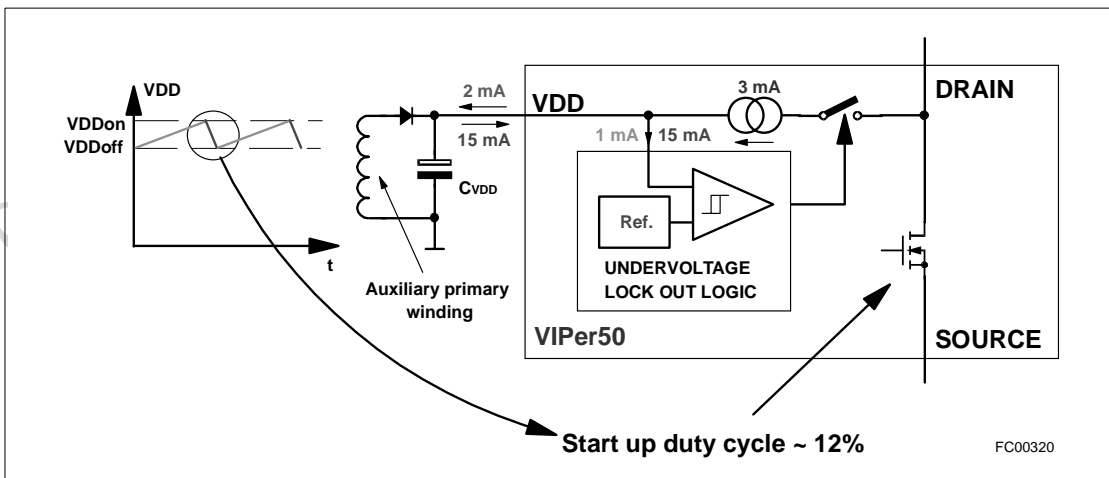 VDD
VDDon
VDDoff
t
2 mA
15 mA
CVDD
Auxiliary primary
winding
VDD
1 mA
15 mA
3 mA
DRAIN
Ref.
UNDERVOLTAGE
LOCK OUT LOGIC
VIPer50
SOURCE
Start up duty cycle ~ 12%
FC00320